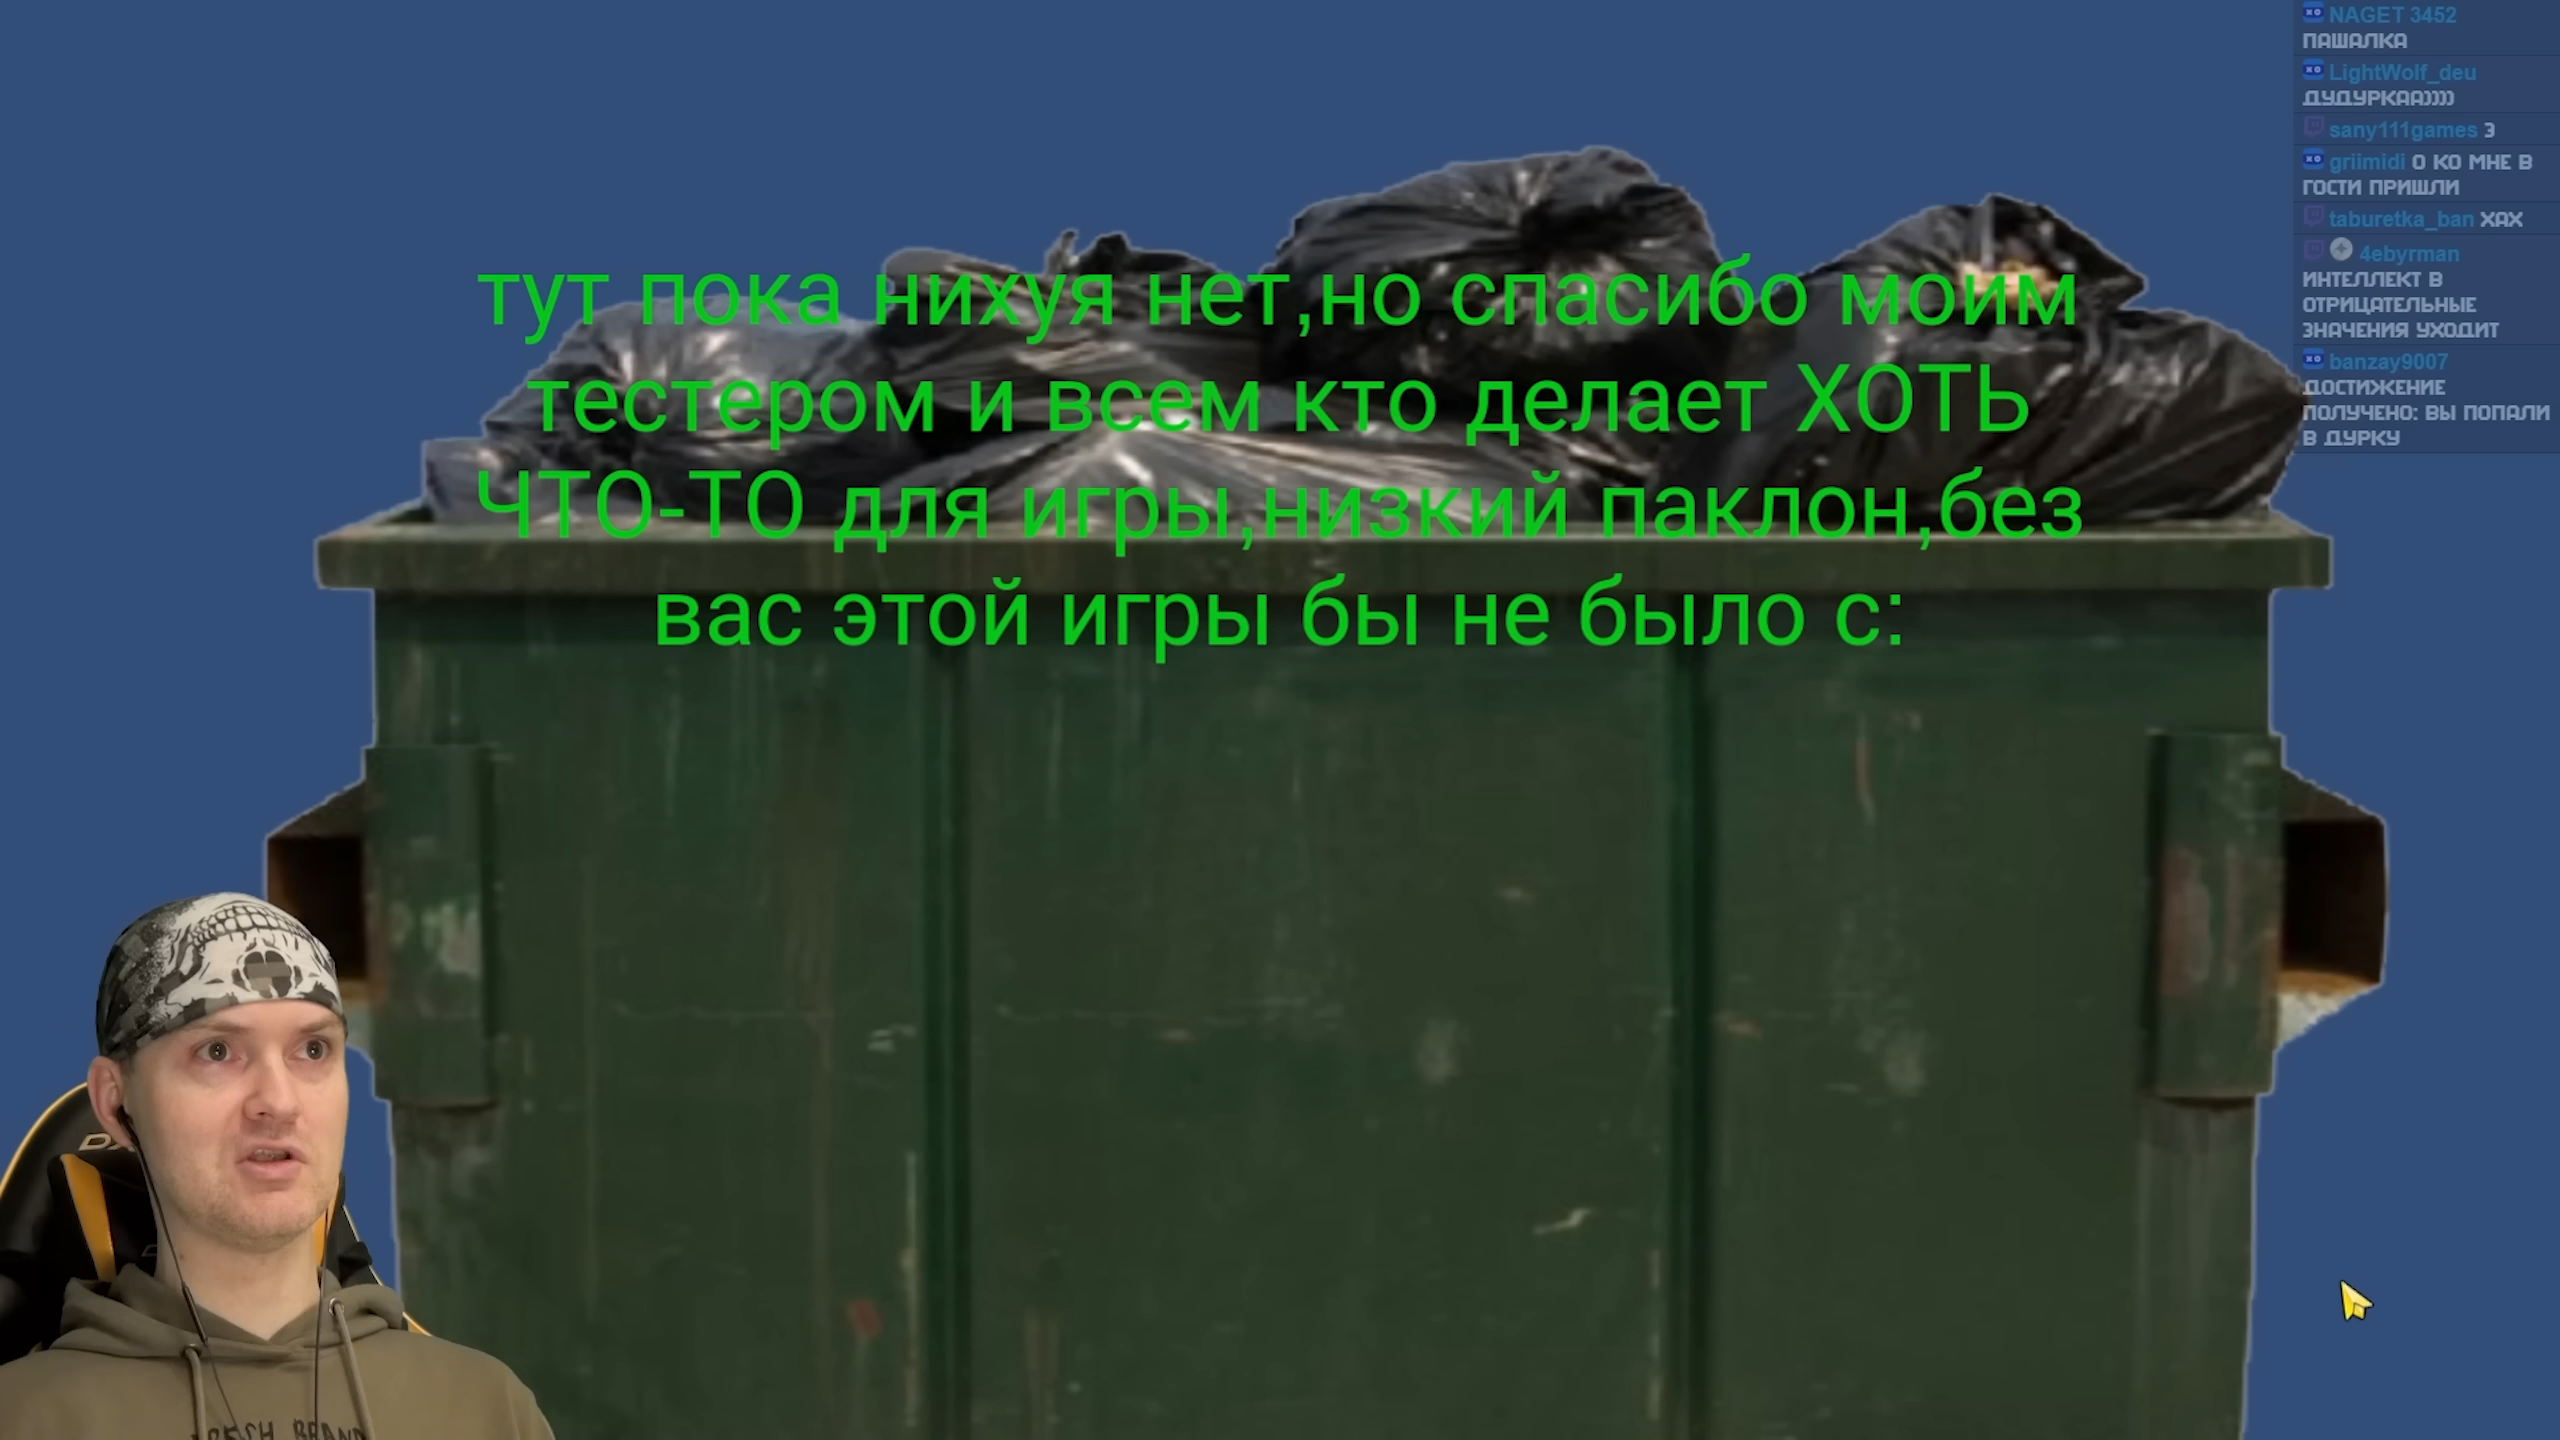 тут пока нихуя нет,но спасибо моим
тестером и всем кто делает ХОТЬ
ЧТО-ТО для игры,низкий паклон,без
вас этой игры бы не было с:
NAGET 3452
ПАШАЛКА
LightWolf_deu
ДУДУРКАА))))
sany111games 3
griimidi О КО МНЕ В
ГОСТИ ПРИШЛИ
taburetka_ban ХАХ
4ebyrman
ИНТЕЛЛЕКТ В
ОТРИЦАТЕЛЬНЫЕ
ЗНАЧЕНИЯ УХОДИТ
banzay9007
ДОСТИЖЕНИЕ
ПОЛУЧЕНО: ВЫ ПОПАЛИ
В ДУРКУ